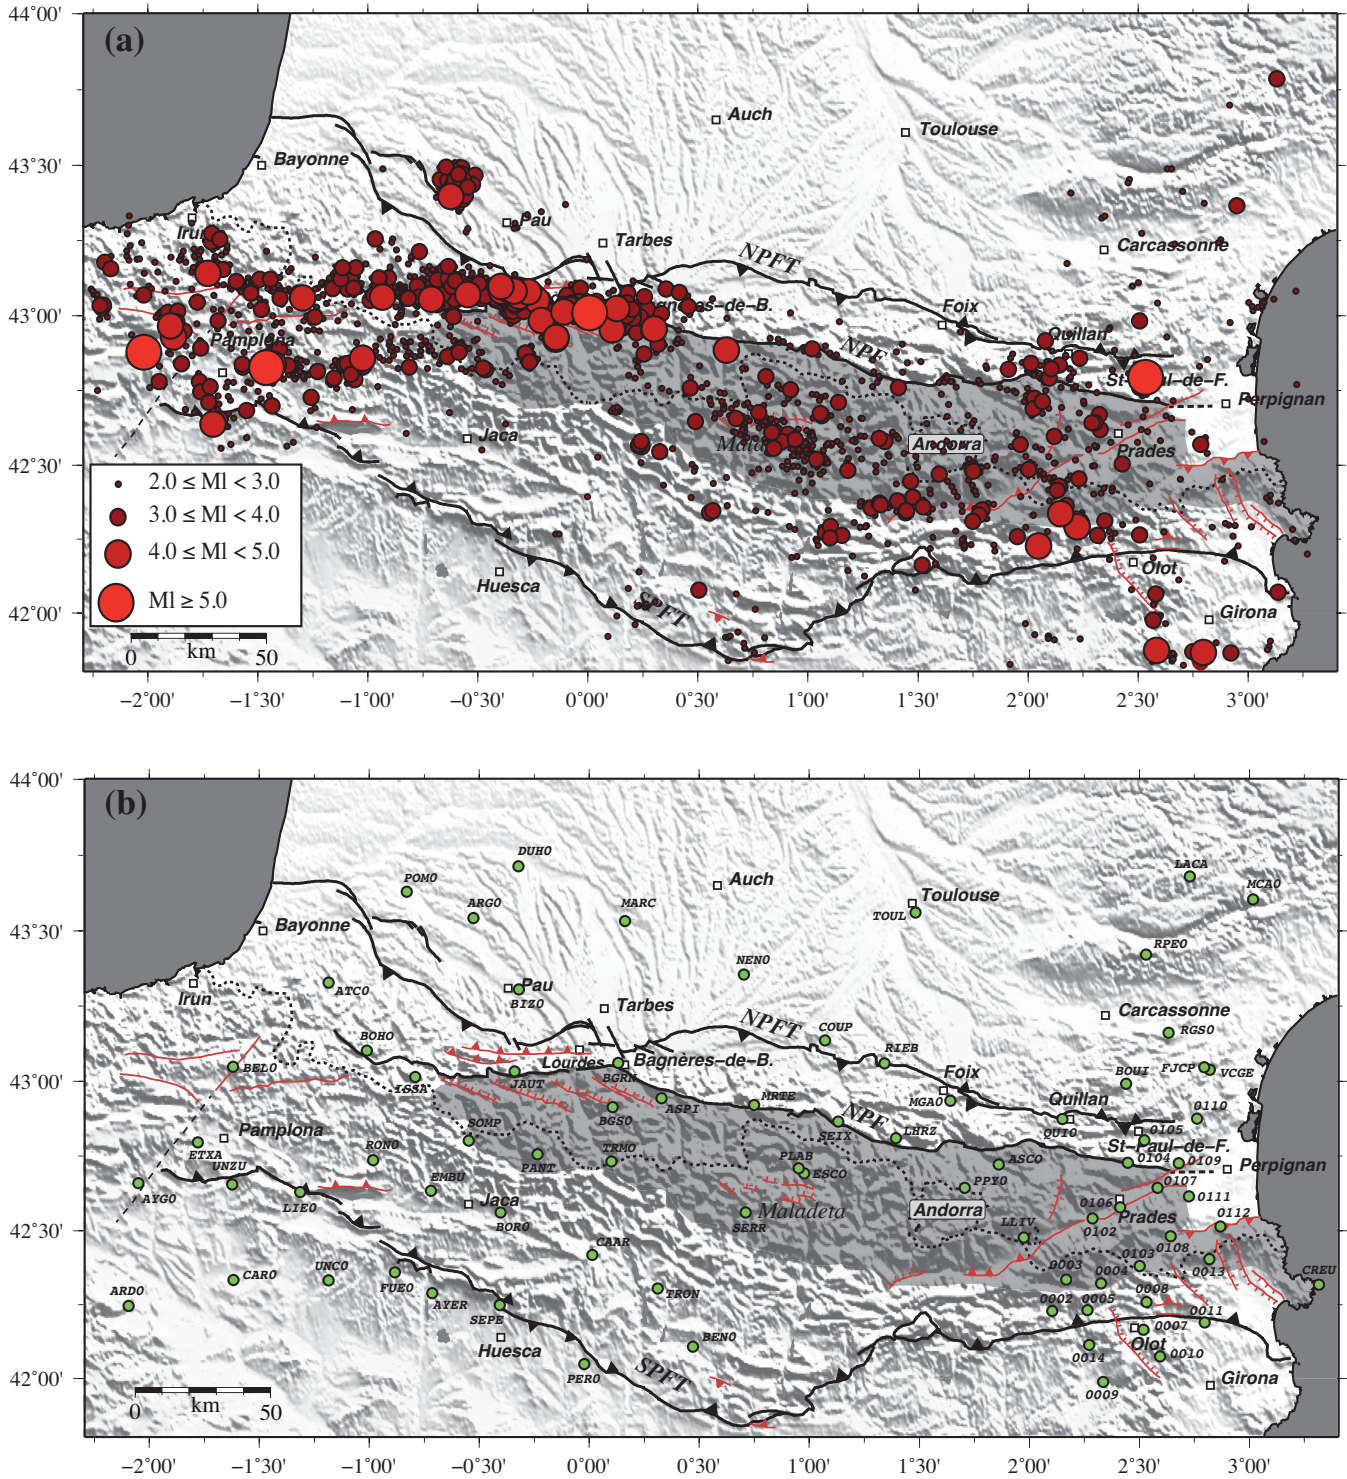 44°00'
43°30'
43°00'
42°30'
42°00'
(a)
Auch
Toulouse
Bayonne
Irun
Pau
Tarbes
NPFT
Carcassonne
Foix
Quillan
NPF
Pamplona
St-Paul-de-F.
Perpignan
Jaca
Andorra
Prades
2.0 ≤ Ml < 3.0
3.0 ≤ Ml < 4.0
4.0 ≤ Ml < 5.0
Ml ≥ 5.0
Huesca
SPFT
Olot
Girona
0 km 50
−2°00' −1°30' −1°00' −0°30' 0°00' 0°30' 1°00' 1°30' 2°00' 2°30' 3°00'
44°00'
43°30'
43°00'
42°30'
42°00'
(b)
DUHO
POMO
ARGO
MARC
Auch
Toulouse
TOUL
LACA
MCAO
Bayonne
RPEO
NENO
Irun
ATCO
Pau
BIZO
Tarbes
NPFT
COUP
Carcassonne
RGSO
BOHO
Lourdes
Bagnères-de-B.
RIEB
BELO
ISSA
JAUT
BGRN
ASPI
MRTE
Foix
MGAO
BOUI
FJCP
VCGE
Pamplona
ETXA
UNZU
RONO
SOMP
BGSO
TRMO
PANT
NPF
SEIX
LHRZ
Quillan
QUIO
0110
0105
St-Paul-de-F.
0104
0109
Perpignan
AYGO
LIEO
EMBU
Jaca
BORO
PLAB
ESCO
Maladeta
SERR
ASCO
PPYO
Andorra
LLIV
0107
0106
0111
Prades
0102
0112
0108
0103
0013
CREU
ARDO
CARO
UNCO
FUEO
AYER
SEPE
CAAR
TRON
0003
0004
0002
0005
0008
0011
0007
Huesca
BENO
PERO
SPFT
Olot
0014
0010
0009
Girona
0 km 50
−2°00' −1°30' −1°00' −0°30' 0°00' 0°30' 1°00' 1°30' 2°00' 2°30' 3°00'